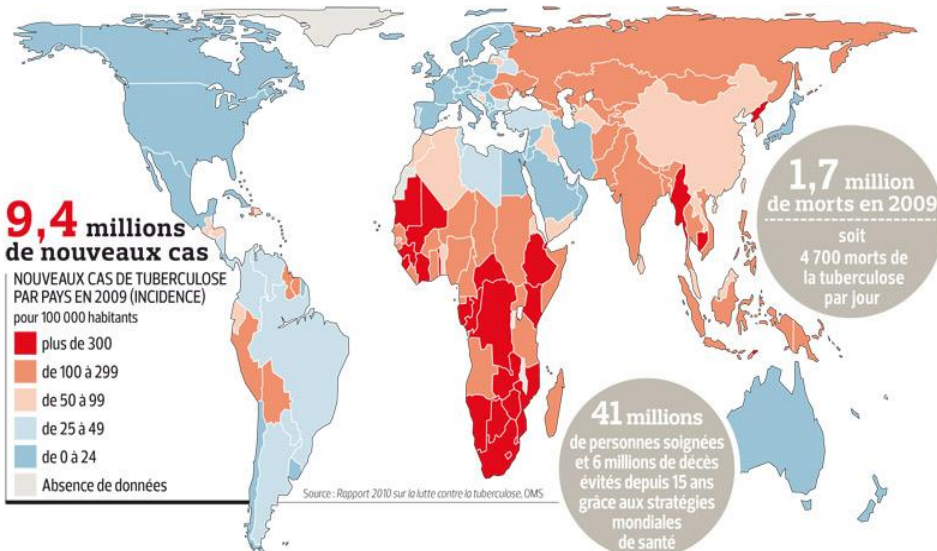 9,4 millions
de nouveaux cas
NOUVEAUX CAS DE TUBERCULOSE
PAR PAYS EN 2009 (INCIDENCE)
pour 100 000 habitants
plus de 300
de 100 à 299
de 50 à 99
de 25 à 49
de 0 à 24
Absence de données
Source : Rapport 2010 sur la lutte contre la tuberculose, OMS
1,7 million
de morts en 2009
soit
4 700 morts de
la tuberculose
par jour
41 millions
de personnes soignées
et 6 millions de décès
évités depuis 15 ans
grâce aux stratégies
mondiales
de santé